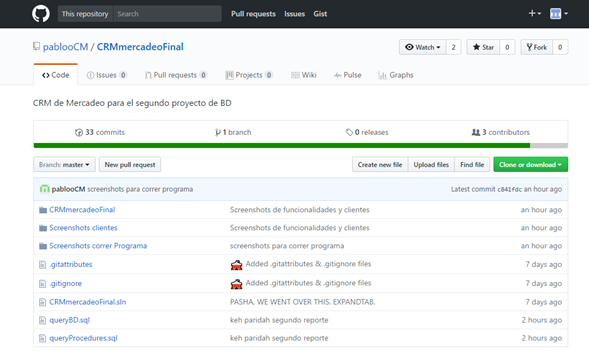 This repository Search Pull requests Issues Gist
pablooCM / CRMmercadeoFinal Watch 2 Star 0 Fork 0
Code Issues 0 Pull requests 0 Projects 0 Wiki Pulse Graphs
CRM de Mercadeo para el segundo proyecto de BD
33 commits 1 branch 0 releases 3 contributors
Branch: master New pull request Create new file Upload files Find file Clone or download
pablooCM screenshots para correr programa Latest commit c841fdc an hour ago
CRMmercadeoFinal Screenshots de funcionalidades y clientes an hour ago
Screenshots clientes Screenshots de funcionalidades y clientes an hour ago
Screenshots correr Programa screenshots para correr programa an hour ago
.gitattributes Added .gitattributes & .gitignore files 7 days ago
.gitignore Added .gitattributes & .gitignore files 7 days ago
CRMmercadeoFinal.sln PASHA, WE WENT OVER THIS, EXPANDTAB. 7 days ago
queryBD.sql keh paridah segundo reporte 2 hours ago
queryProcedures.sql keh paridah segundo reporte 2 hours ago